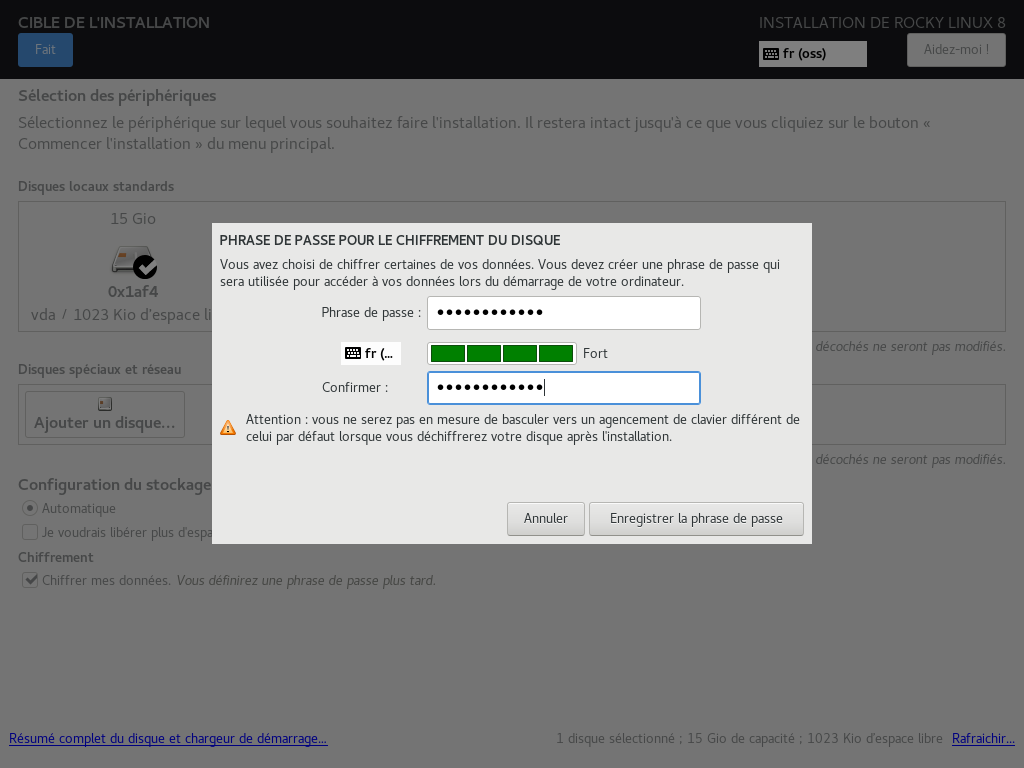 CIBLE DE L'INSTALLATION
INSTALLATION DE ROCKY LINUX 8
Fait
fr (oss)
Aidez-moi !
Sélection des périphériques
Sélectionnez le périphérique sur lequel vous souhaitez faire l'installation. Il restera intact jusqu'à ce que vous cliquiez sur le bouton «
Commencer l'installation » du menu principal.
Disques locaux standards
15 Gio
0x1af4
vda / 1023 Kio d'espace li
décochés ne seront pas modifiés.
Disques spéciaux et réseau
Ajouter un disque...
décochés ne seront pas modifiés.
Configuration du stockage
Automatique
Je voudrais libérer plus d'espa
Chiffrement
Chiffrer mes données. Vous définirez une phrase de passe plus tard.
PHRASE DE PASSE POUR LE CHIFFREMENT DU DISQUE
Vous avez choisi de chiffrer certaines de vos données. Vous devez créer une phrase de passe qui
sera utilisée pour accéder à vos données lors du démarrage de votre ordinateur.
Phrase de passe : ●●●●●●●●●●●●
fr (...
Fort
Confirmer : ●●●●●●●●●●●●
Attention : vous ne serez pas en mesure de basculer vers un agencement de clavier différent de
celui par défaut lorsque vous déchiffrerez votre disque après l'installation.
Annuler
Enregistrer la phrase de passe
Résumé complet du disque et chargeur de démarrage...
1 disque sélectionné ; 15 Gio de capacité ; 1023 Kio d'espace libre
Rafraichir...